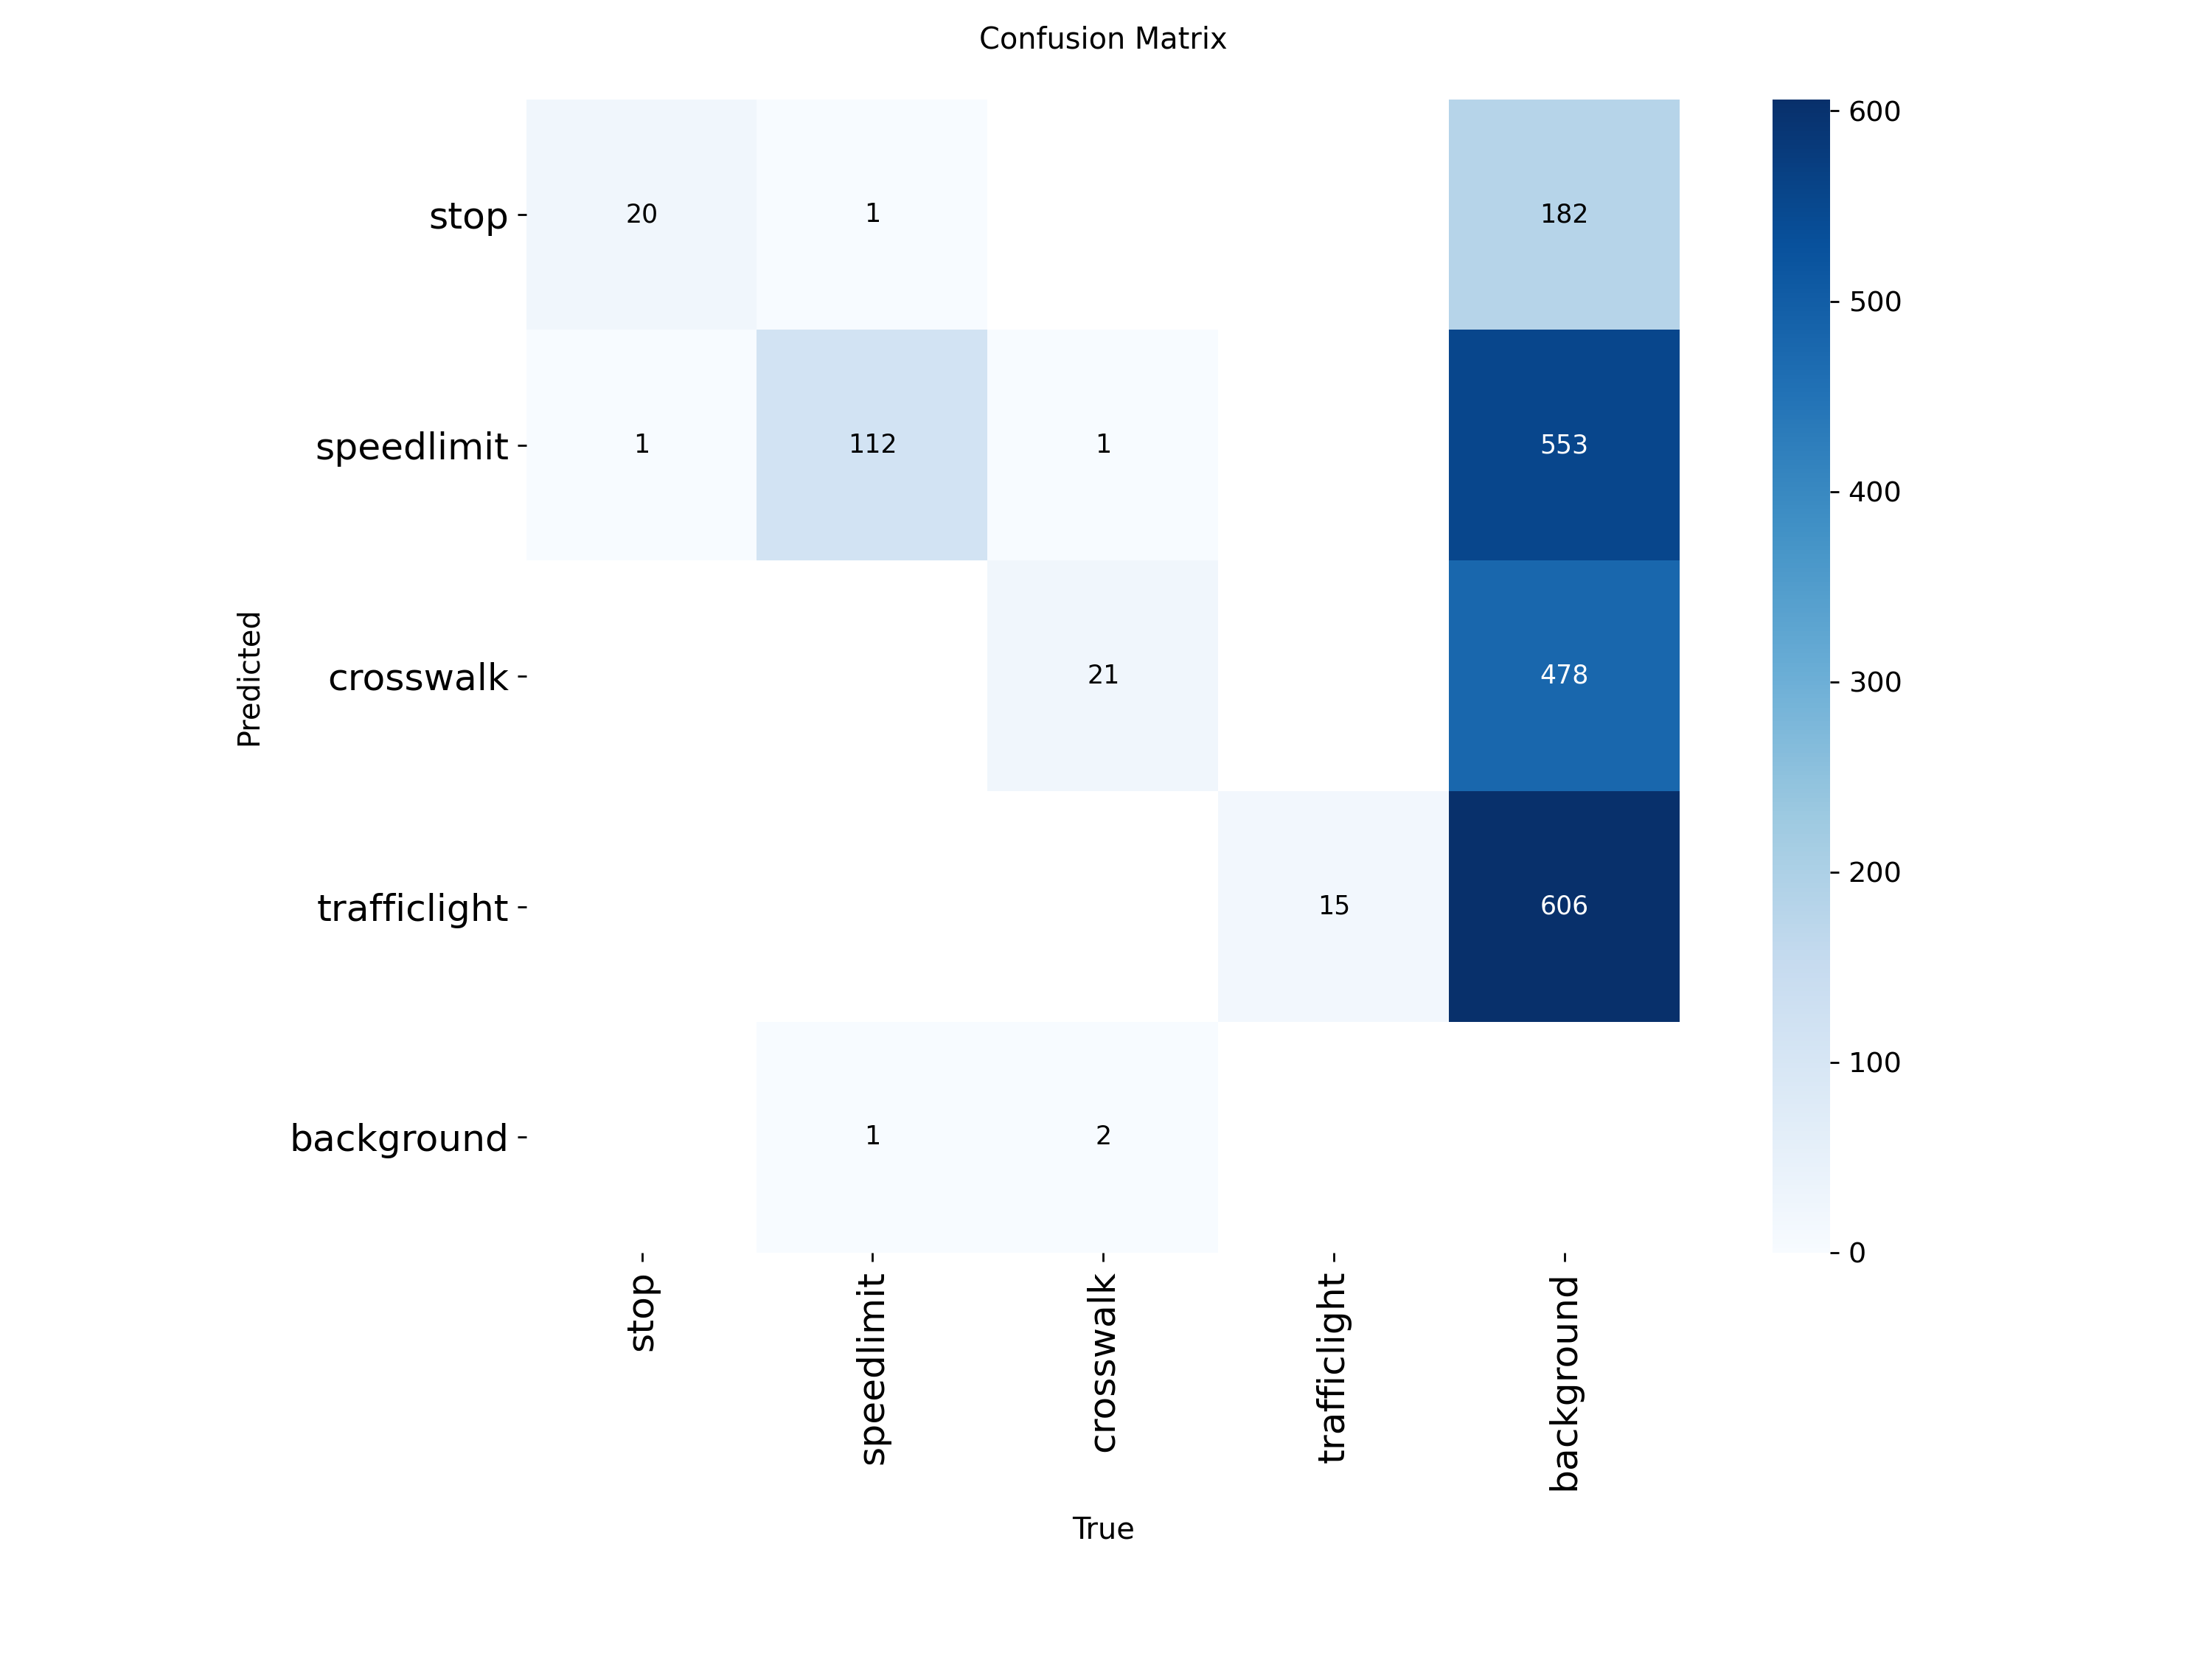 Confusion Matrix
stop
20 1 182
speedlimit
1 112 1 553
crosswalk
21 478
trafficlight
15 606
background
1 2
Predicted
stop
speedlimit
crosswalk
trafficlight
background
True
600
500
400
300
200
100
0